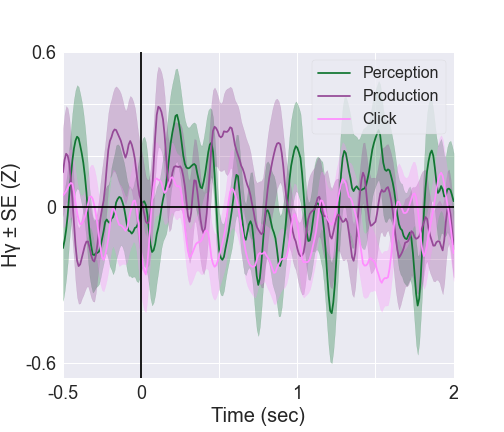 Hγ ± SE (Z)
0.6
0
-0.6
Perception
Production
Click
-0.5
0
1
2
Time (sec)